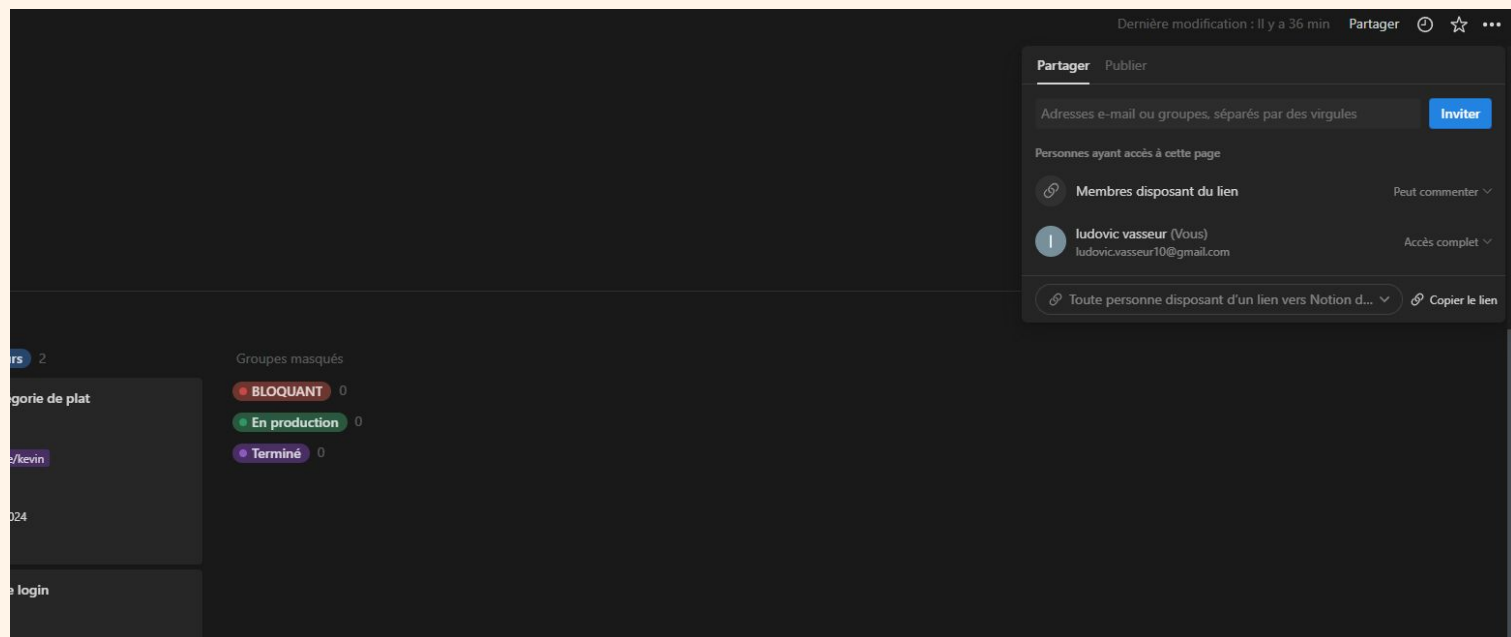 Dernière modification : Il y a 36 min Partager
Partager Publier
Adresses e-mail ou groupes, séparés par des virgules Inviter
Personnes ayant accès à cette page
Membres disposant du lien Peut commenter
I ludovic vasseur (Vous) Accès complet
ludovic.vasseur10@gmail.com
Toute personne disposant d'un lien vers Notion d... Copier le lien
rs 2 Groupes masqués
gorie de plat BLOQUANT 0
En production 0
e/kevin Terminé 0
024
e login